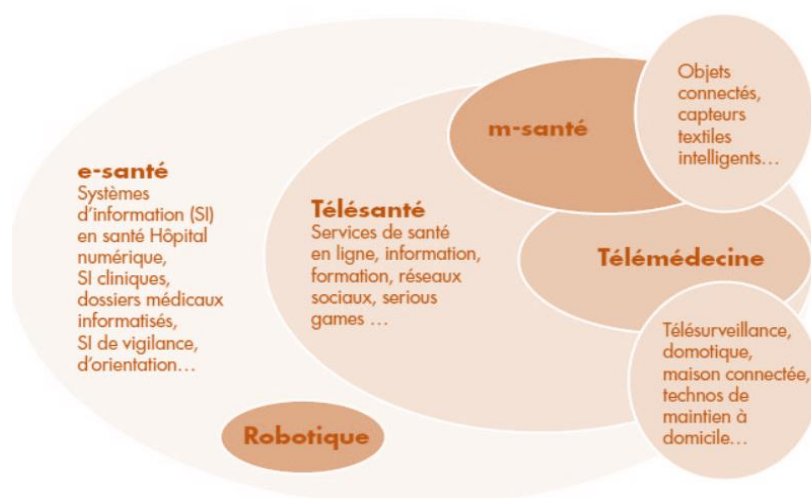 e-santé
Systèmes
d'information (SI)
en santé Hôpital
numérique,
SI cliniques,
dossiers médicaux
informatisés,
SI de vigilance,
d'orientation...
Télésanté
Services de santé
en ligne, information,
formation, réseaux
sociaux, serious
games ...
m-santé
Objets
connectés,
capteurs
textiles
intelligents...
Télémédecine
Télésurveillance,
domotique,
maison connectée,
technos de
maintien à
domicile...
Robotique